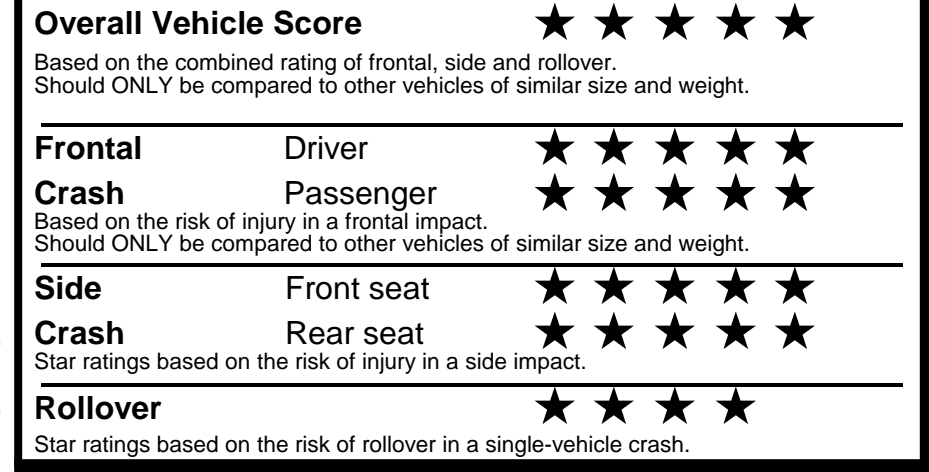 Overall Vehicle Score ★ ★ ★ ★ ★
Based on the combined rating of frontal, side and rollover.
Should ONLY be compared to other vehicles of similar size and weight.
Frontal Driver ★ ★ ★ ★ ★
Crash Passenger ★ ★ ★ ★ ★
Based on the risk of injury in a frontal impact.
Should ONLY be compared to other vehicles of similar size and weight.
Side Front seat ★ ★ ★ ★ ★
Crash Rear seat ★ ★ ★ ★ ★
Star ratings based on the risk of injury in a side impact.
Rollover ★ ★ ★ ★
Star ratings based on the risk of rollover in a single-vehicle crash.